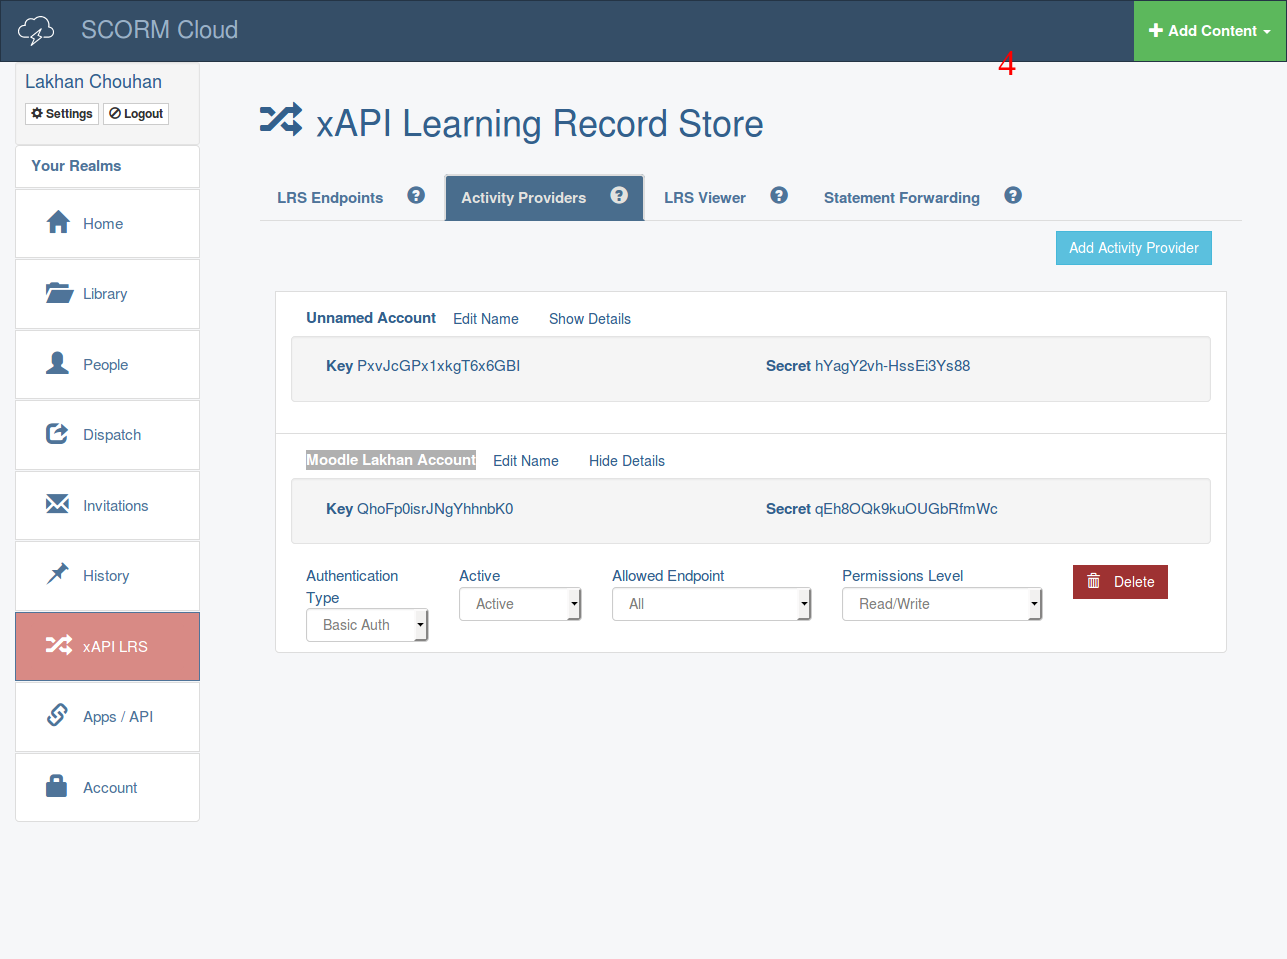 SCORM Cloud
Add Content
4
Lakhan Chouhan
Settings Logout
Your Realms
Home
Library
People
Dispatch
Invitations
History
xAPI LRS
Apps / API
Account
xAPI Learning Record Store
LRS Endpoints ? Activity Providers ? LRS Viewer ? Statement Forwarding ?
Add Activity Provider
Unnamed Account Edit Name Show Details
Key PxvJcGPx1xkgT6x6GBI Secret hYagY2vh-HssEi3Ys88
Moodle Lakhan Account Edit Name Hide Details
Key QhoFp0isrJNgYhhnbK0 Secret qEh8OQk9kuOUGbRfmWc
Authentication Type Active Allowed Endpoint Permissions Level
Basic Auth Active All Read/Write Delete